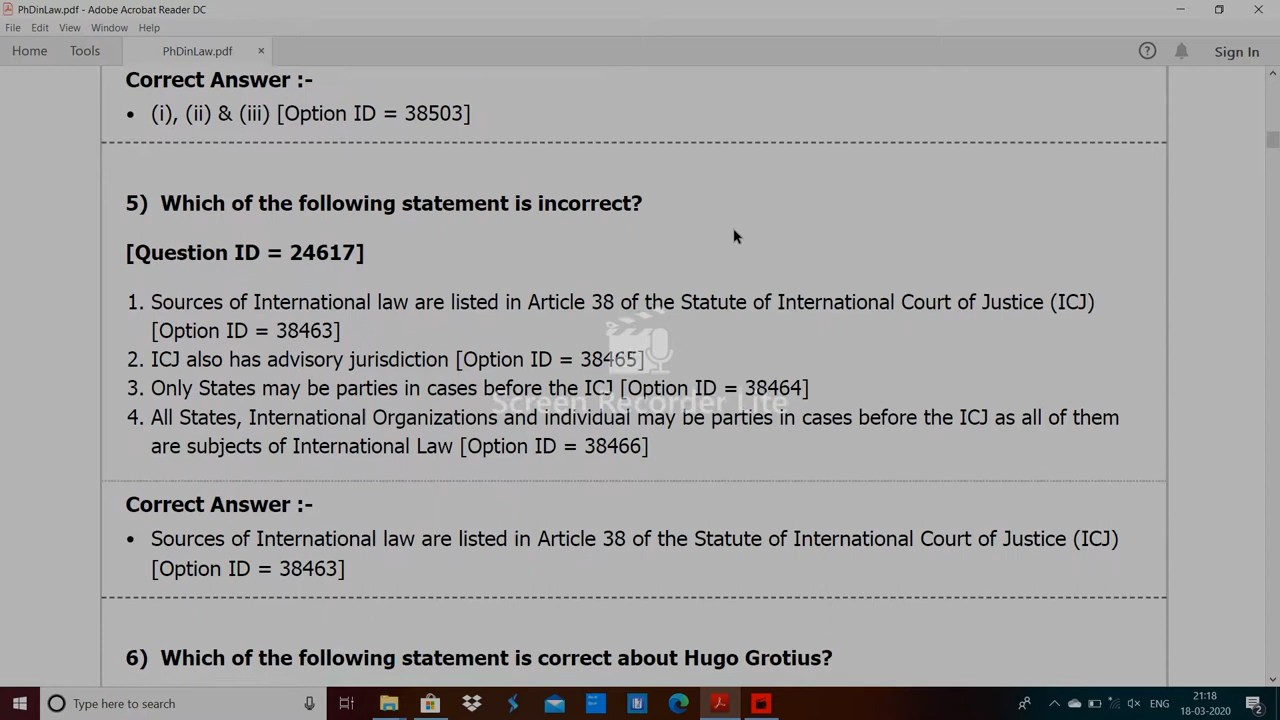 PhDinLaw.pdf - Adobe Acrobat Reader DC
File Edit View Window Help
Home Tools PhDinLaw.pdf × Sign In
Correct Answer :-
• (i), (ii) & (iii) [Option ID = 38503]
5) Which of the following statement is incorrect?
[Question ID = 24617]
1. Sources of International law are listed in Article 38 of the Statute of International Court of Justice (ICJ)
[Option ID = 38463]
2. ICJ also has advisory jurisdiction [Option ID = 38465]
3. Only States may be parties in cases before the ICJ [Option ID = 38464]
Screen Recorder Lite
4. All States, International Organizations and individual may be parties in cases before the ICJ as all of them
are subjects of International Law [Option ID = 38466]
Correct Answer :-
• Sources of International law are listed in Article 38 of the Statute of International Court of Justice (ICJ)
[Option ID = 38463]
6) Which of the following statement is correct about Hugo Grotius?
Type here to search
ENG
21:18
18-03-2020
2